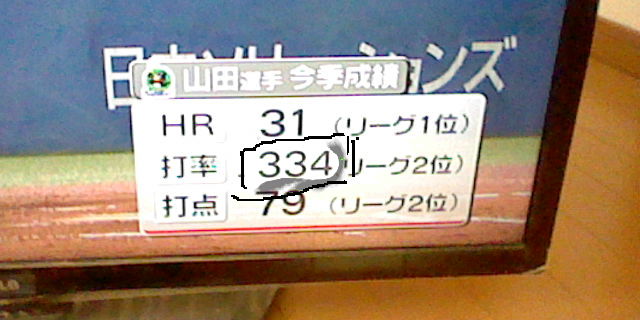 山田選手 今季成績
HR 31 (リーグ1位)
打率 334 リーグ2位)
打点 79 (リーグ2位)